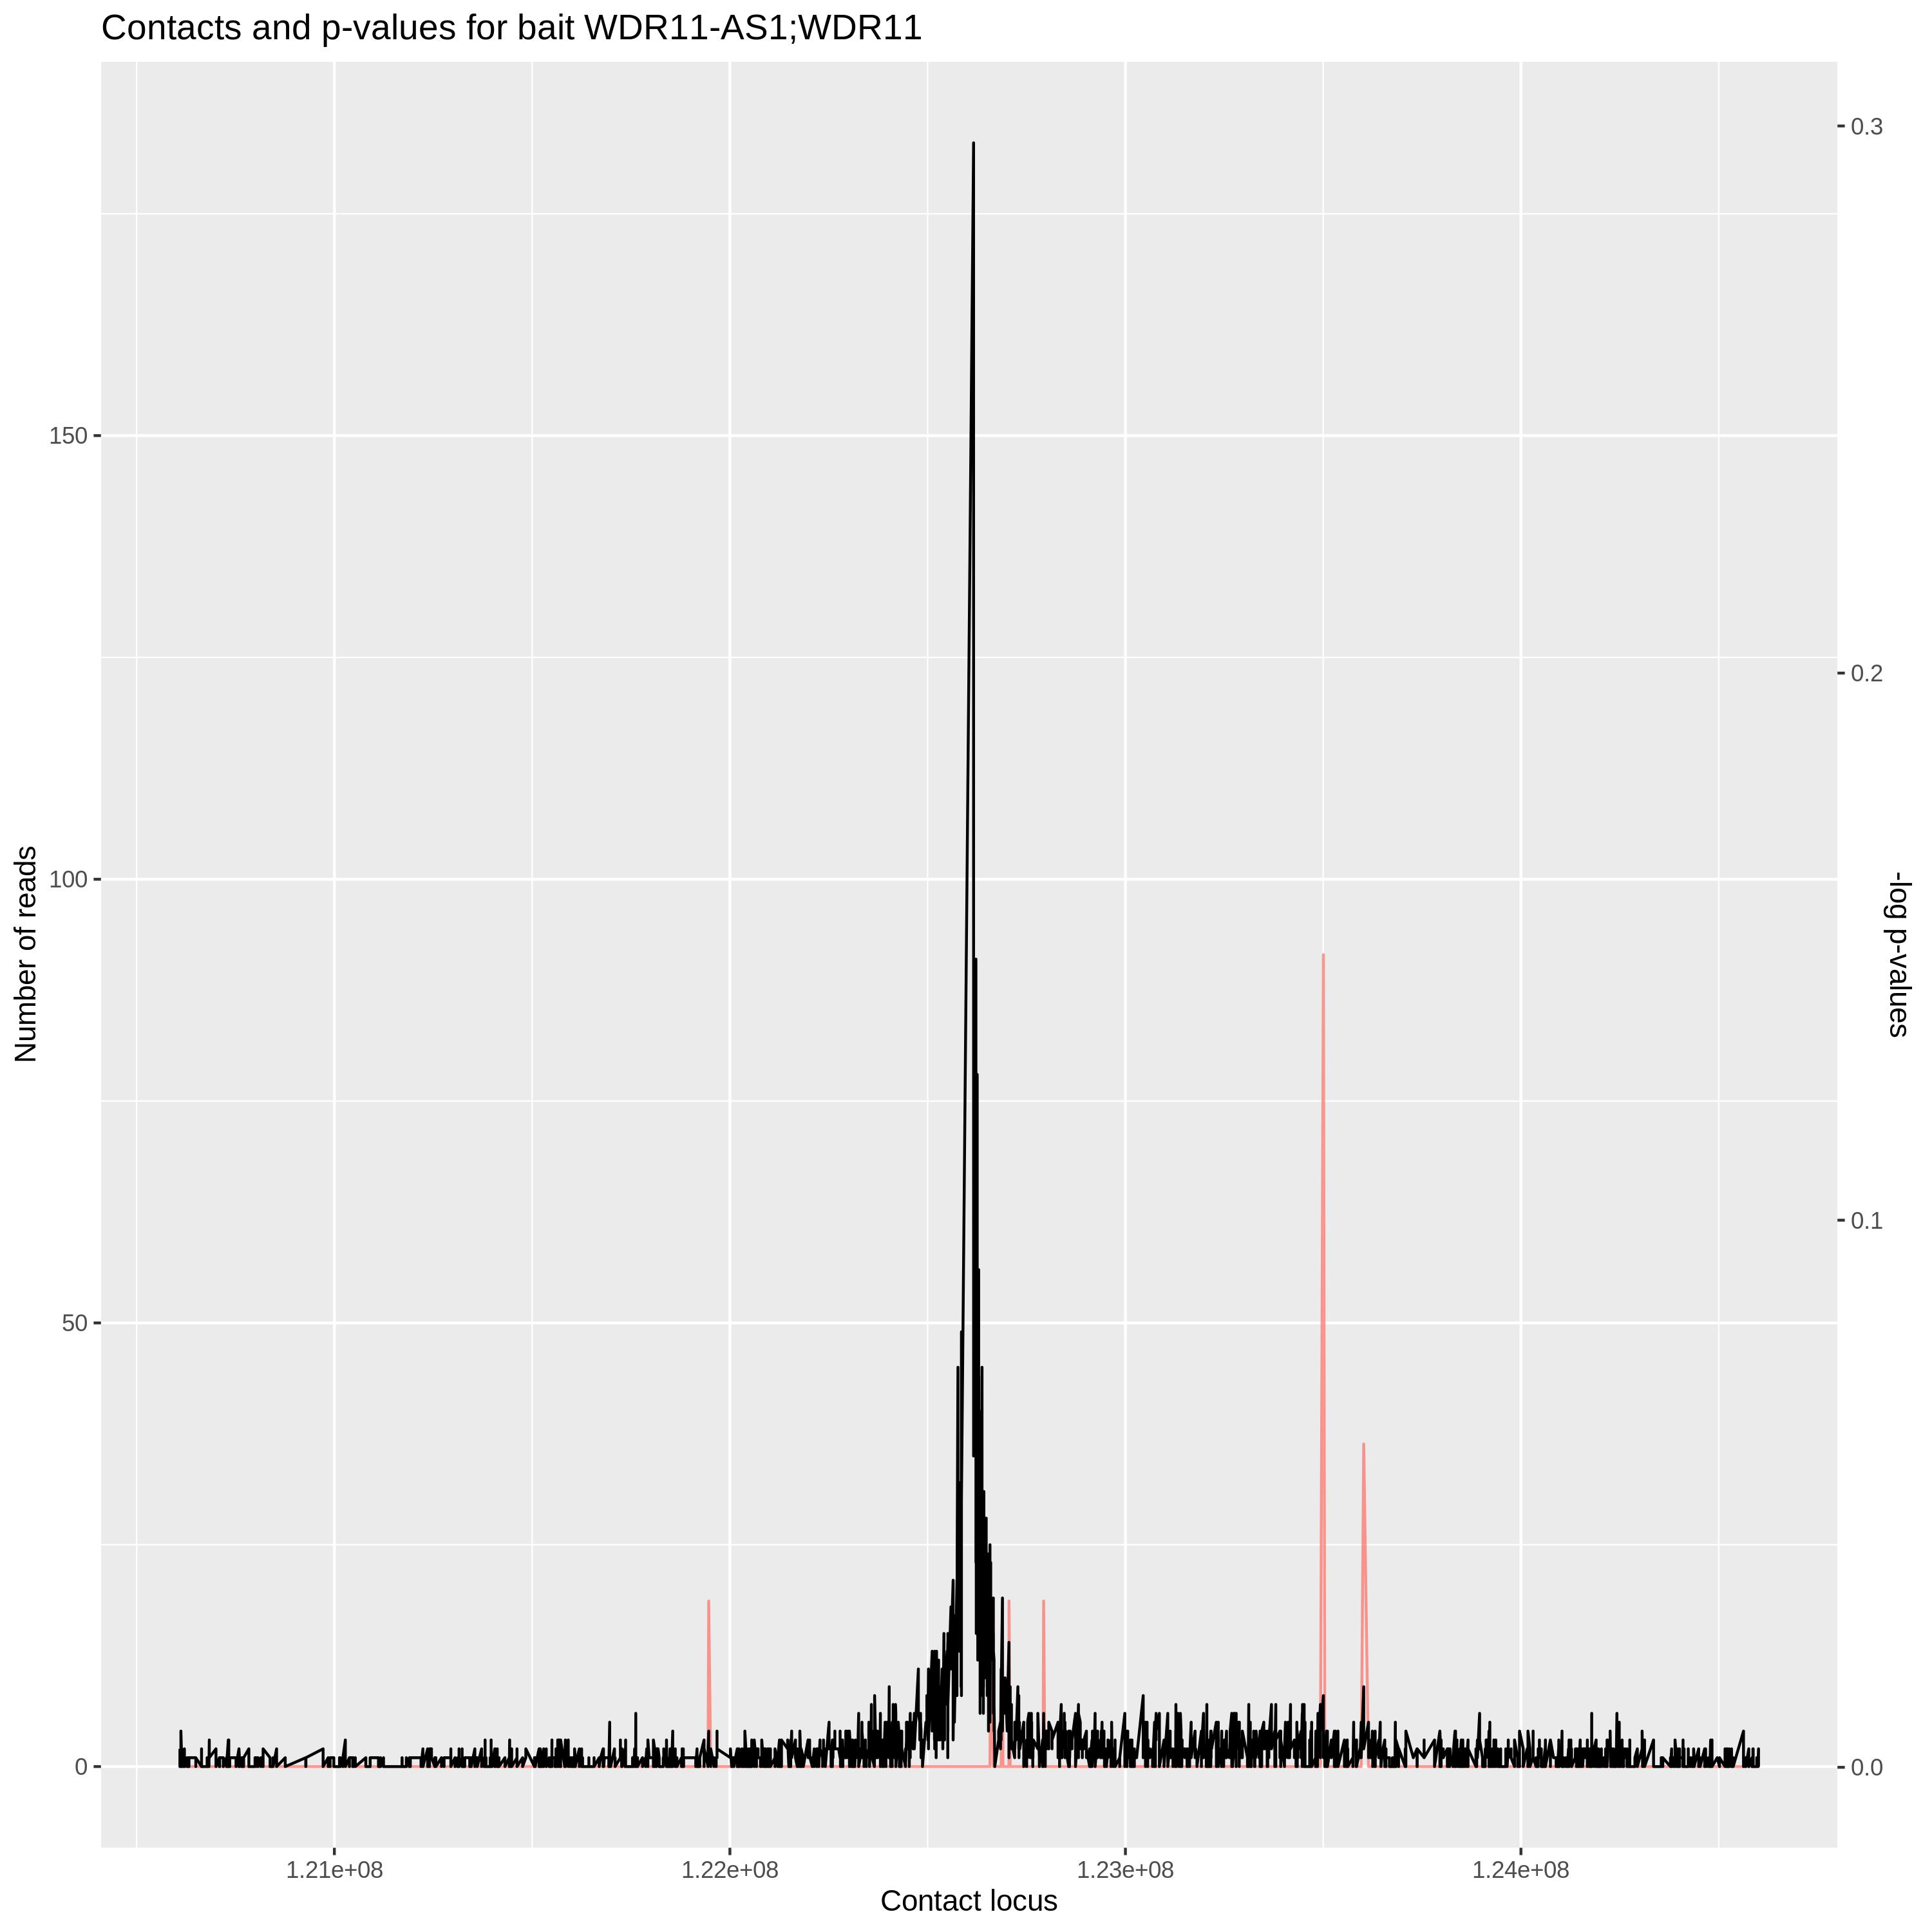 Contacts and p-values for bait WDR11-AS1;WDR11
Number of reads
150
100
50
0
0.3
0.2
0.1
0.0
-log p-values
1.21e+08
1.22e+08
1.23e+08
1.24e+08
Contact locus